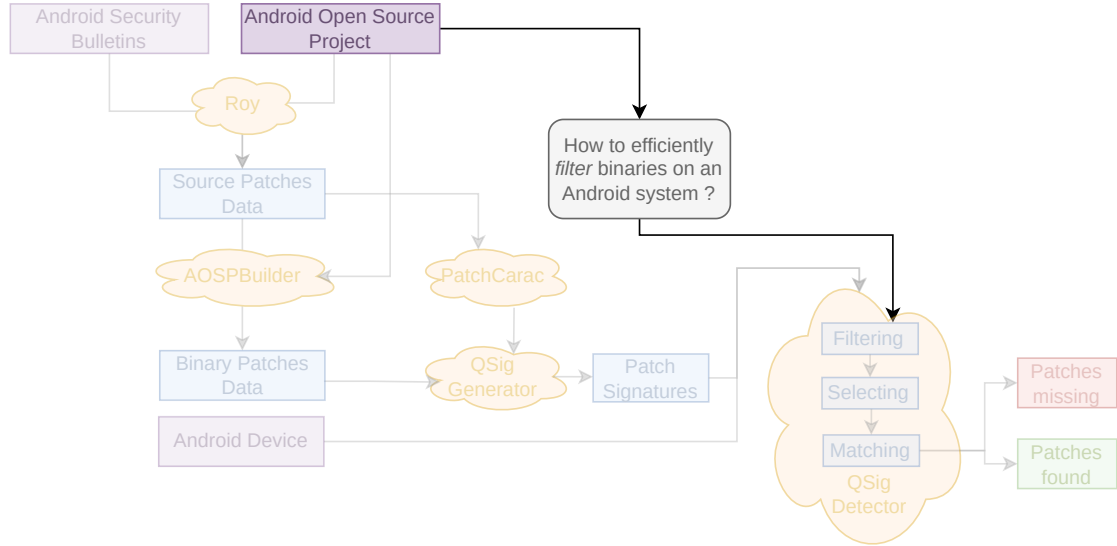 Android Security
Bulletins
Android Open Source
Project
Roy
How to efficiently
filter binaries on an
Android system ?
Source Patches
Data
AOSPBuilder
PatchCarac
Filtering
Binary Patches
Data
QSig
Generator
Patch
Signatures
Selecting
Patches
missing
Android Device
Matching
Patches
found
QSig
Detector